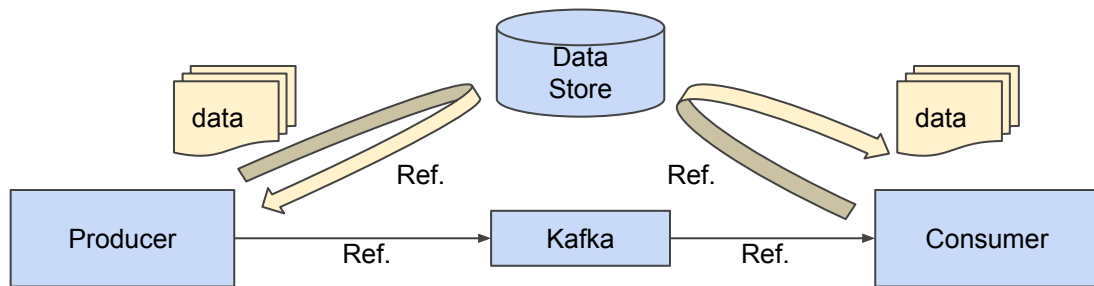 Data
Store
data
data
Ref.
Ref.
Producer
Kafka
Consumer
Ref.
Ref.